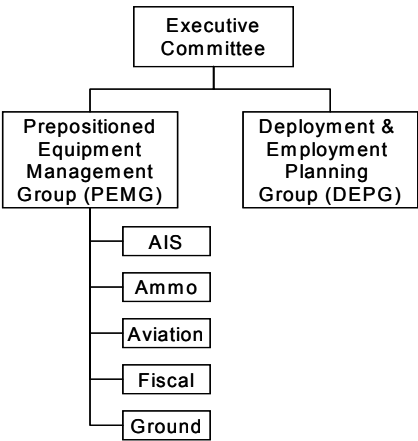 Executive
Committee
Prepositioned
Equipment
Management
Group (PEMG)
Deployment &
Employment
Planning
Group (DEPG)
AIS
Ammo
Aviation
Fiscal
Ground